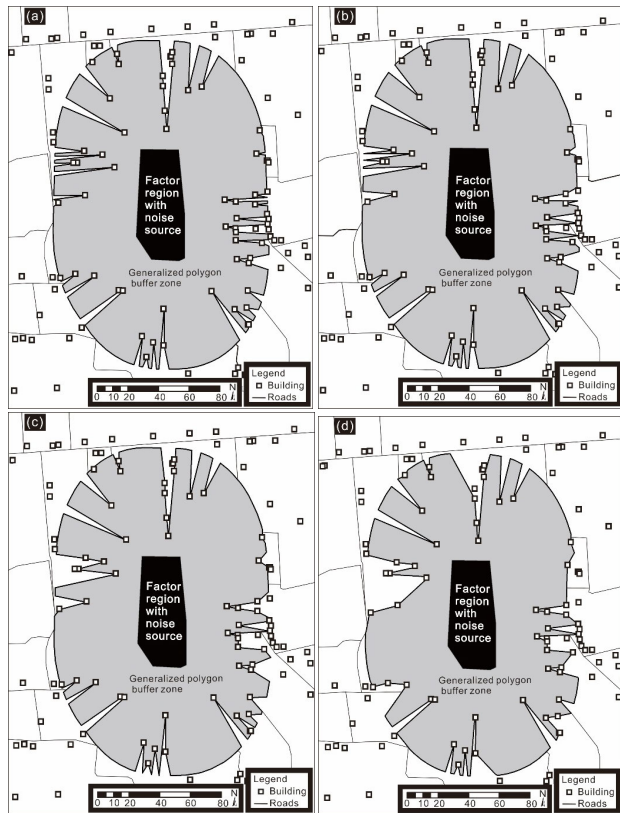 (a)
Factor
region
with
noise
source
Generalized polygon
buffer zone
0 10 20 40 60 80
N
Legend
Building
Roads
(b)
Factor
region
with
noise
source
Generalized polygon
buffer zone
0 10 20 40 60 80
N
Legend
Building
Roads
(c)
Factor
region
with
noise
source
Generalized polygon
buffer zone
0 10 20 40 60 80
N
Legend
Building
Roads
(d)
Factor
region
with
noise
source
Generalized polygon
buffer zone
0 10 20 40 60 80
N
Legend
Building
Roads